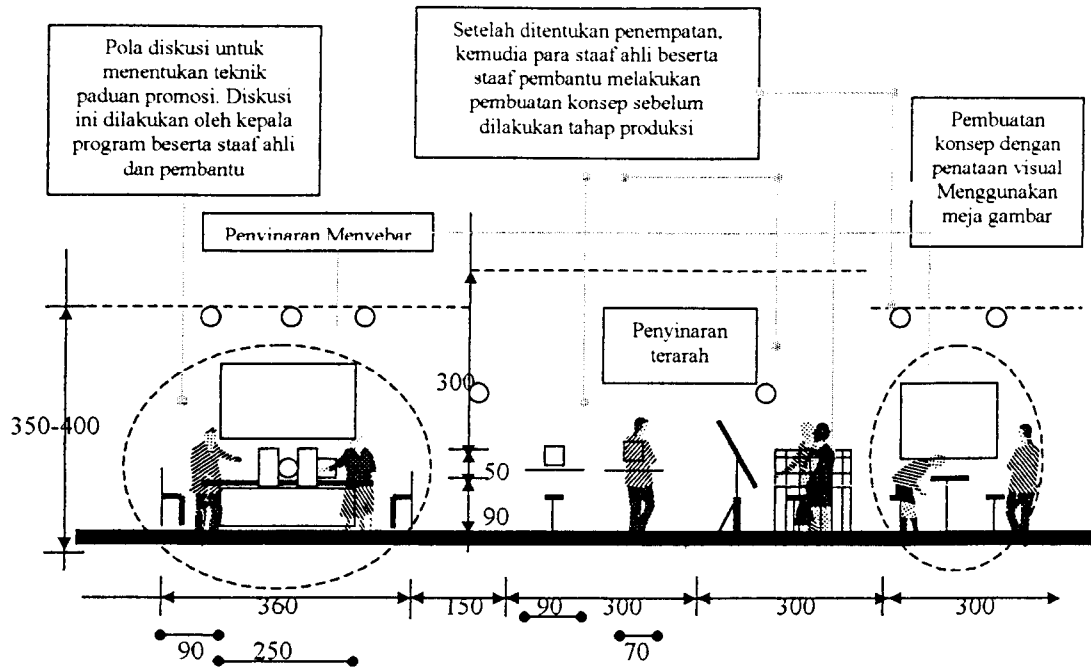 Pola diskusi untuk
menentukan teknik
paduan promosi. Diskusi
ini dilakukan oleh kepala
program beserta staaf ahli
dan pembantu
Setelah ditentukan penempatan,
kemudia para staaf ahli beserta
staaf pembantu melakukan
pembuatan konsep sebelum
dilakukan tahap produksi
Pembuatan
konsep dengan
penataan visual
Menggunakan
meja gambar
Penyinaran Menyebar
Penyinaran
terarah
350-400
300
50
90
360
150
90
300
300
300
90
250
70